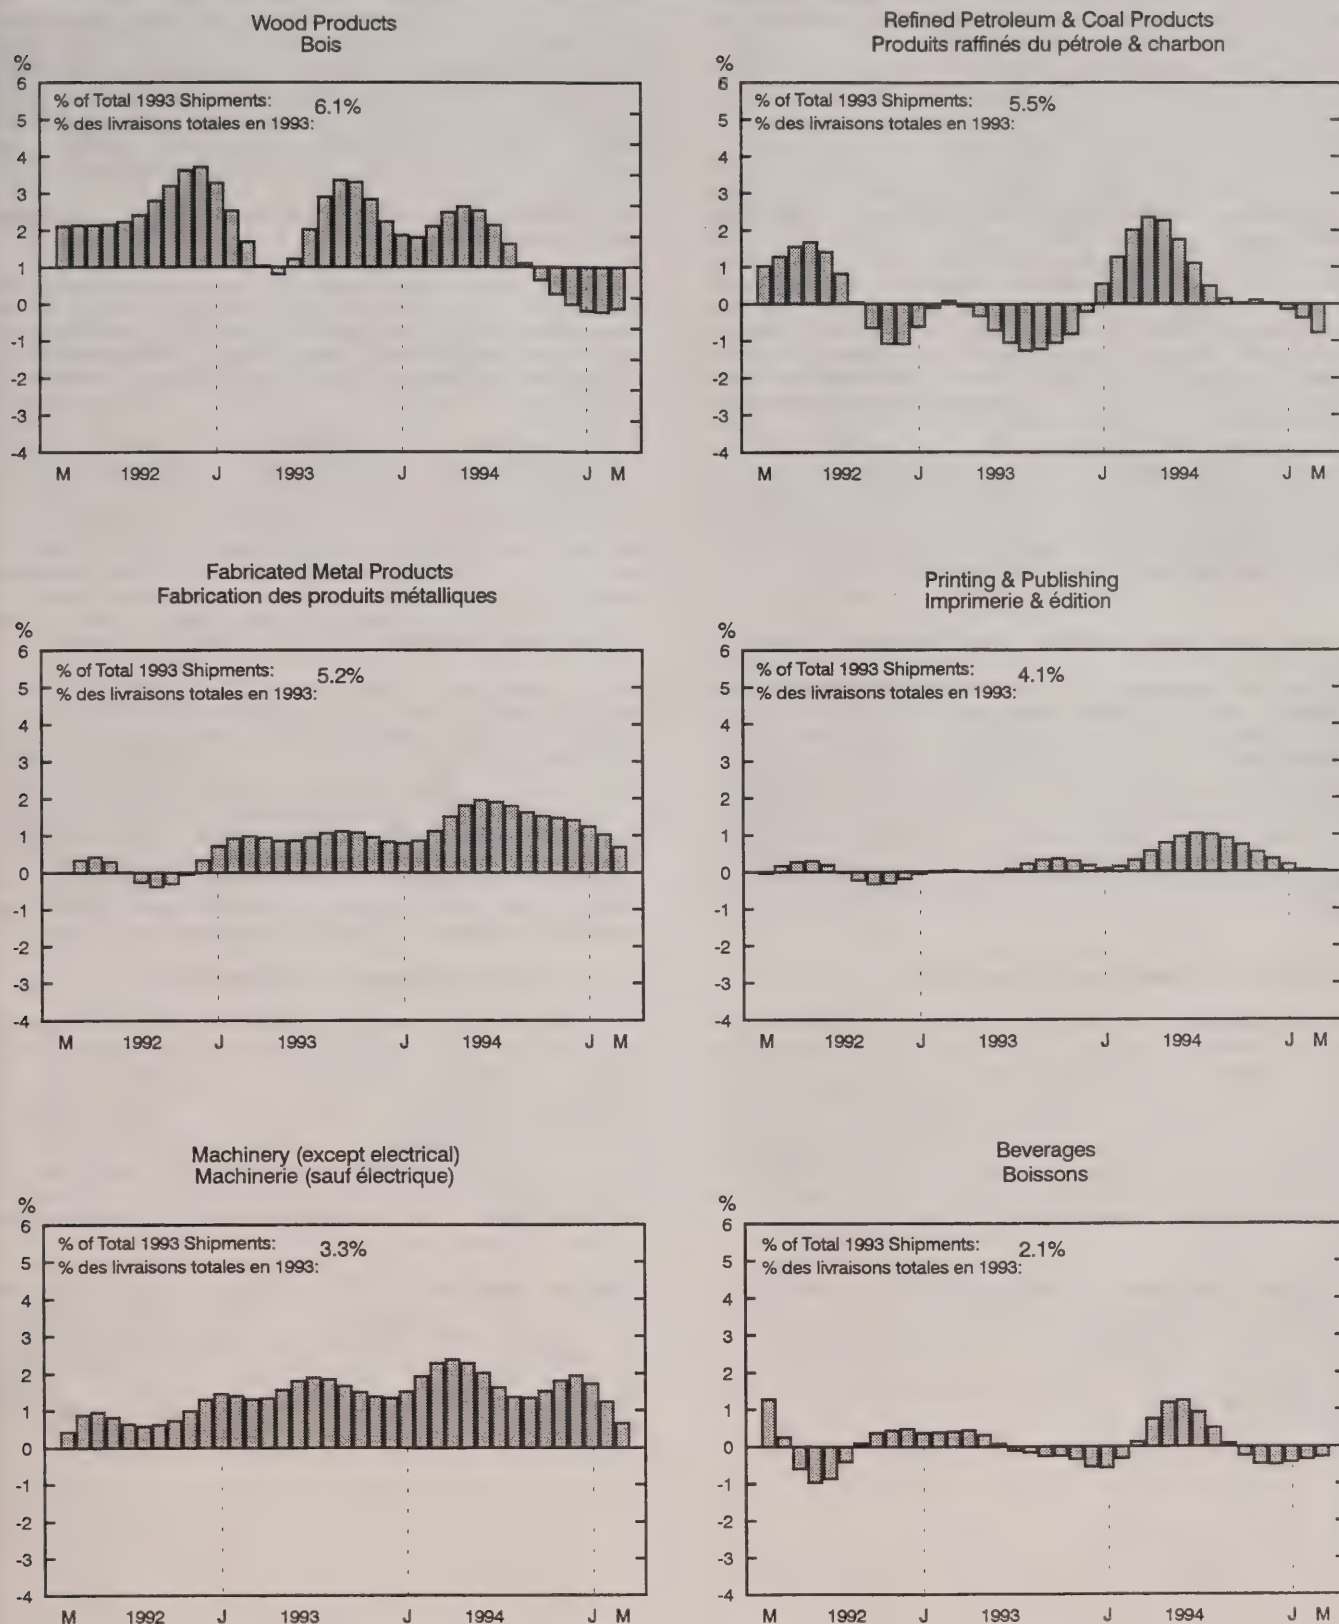 Wood Products
Bois
%
% of Total 1993 Shipments: 6.1%
% des livraisons totales en 1993:
6
5
4
3
2
1
0
-1
-2
-3
-4
M 1992 J 1993 J 1994 J M
Refined Petroleum & Coal Products
Produits raffinés du pétrole & charbon
%
% of Total 1993 Shipments: 5.5%
% des livraisons totales en 1993:
6
5
4
3
2
1
0
-1
-2
-3
-4
M 1992 J 1993 J 1994 J M
Fabricated Metal Products
Fabrication des produits métalliques
%
% of Total 1993 Shipments: 5.2%
% des livraisons totales en 1993:
6
5
4
3
2
1
0
-1
-2
-3
-4
M 1992 J 1993 J 1994 J M
Printing & Publishing
Imprimerie & édition
%
% of Total 1993 Shipments: 4.1%
% des livraisons totales en 1993:
6
5
4
3
2
1
0
-1
-2
-3
-4
M 1992 J 1993 J 1994 J M
Machinery (except electrical)
Machinerie (sauf électrique)
%
% of Total 1993 Shipments: 3.3%
% des livraisons totales en 1993:
6
5
4
3
2
1
0
-1
-2
-3
-4
M 1992 J 1993 J 1994 J M
Beverages
Boissons
%
% of Total 1993 Shipments: 2.1%
% des livraisons totales en 1993:
6
5
4
3
2
1
0
-1
-2
-3
-4
M 1992 J 1993 J 1994 J M